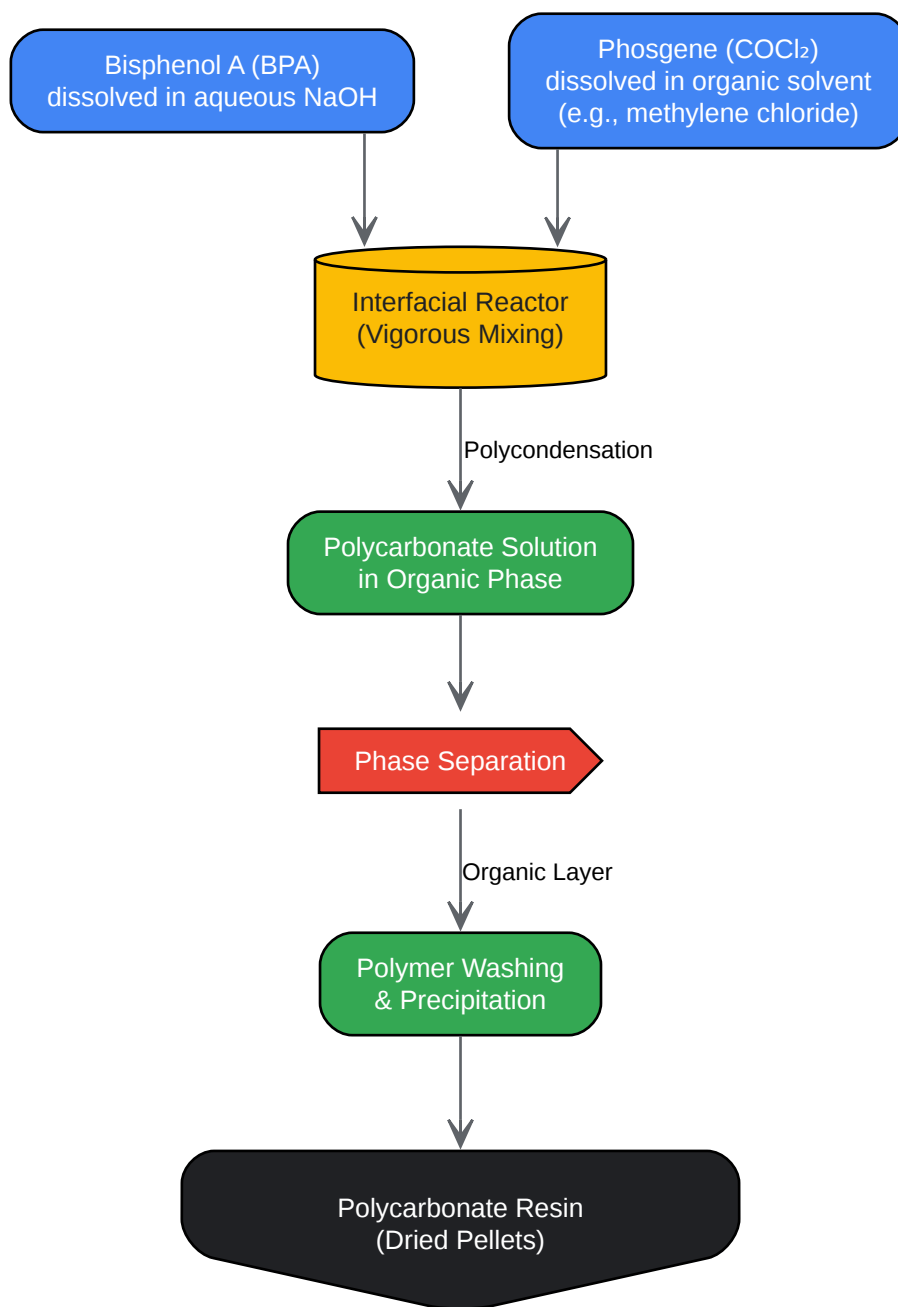 Bisphenol A (BPA)
dissolved in aqueous NaOH
Phosgene (COCl₂)
dissolved in organic solvent
(e.g., methylene chloride)
Interfacial Reactor
(Vigorous Mixing)
Polycondensation
Polycarbonate Solution
in Organic Phase
Phase Separation
Organic Layer
Polymer Washing
& Precipitation
Polycarbonate Resin
(Dried Pellets)